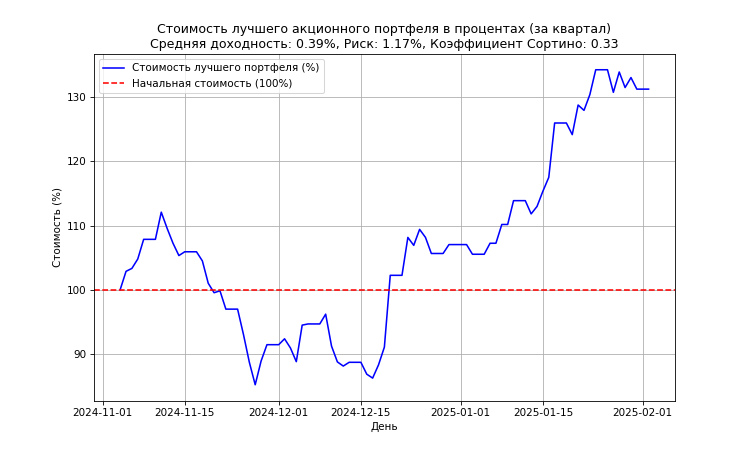 Стоимость лучшего акционного портфеля в процентах (за квартал)
Средняя доходность: 0.39%, Риск: 1.17%, Коэффициент Сортино: 0.33
Стоимость лучшего портфеля (%)
Начальная стоимость (100%)
Стоимость (%)
130
120
110
100
90
2024-11-01 2024-11-15 2024-12-01 2024-12-15 2025-01-01 2025-01-15 2025-02-01
День